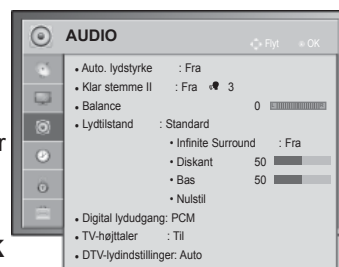 AUDIO
Flyt OK
• Auto. lydstyrke : Fra
• Klar stemme II : Fra 3
• Balance 0
• Lydtilstand : Standard
• Infinite Surround : Fra
• Diskant 50
• Bas 50
• Nulstil
• Digital lydudgang: PCM
• TV-højttaler : Til
• DTV-lydindstillinger: Auto
r
K